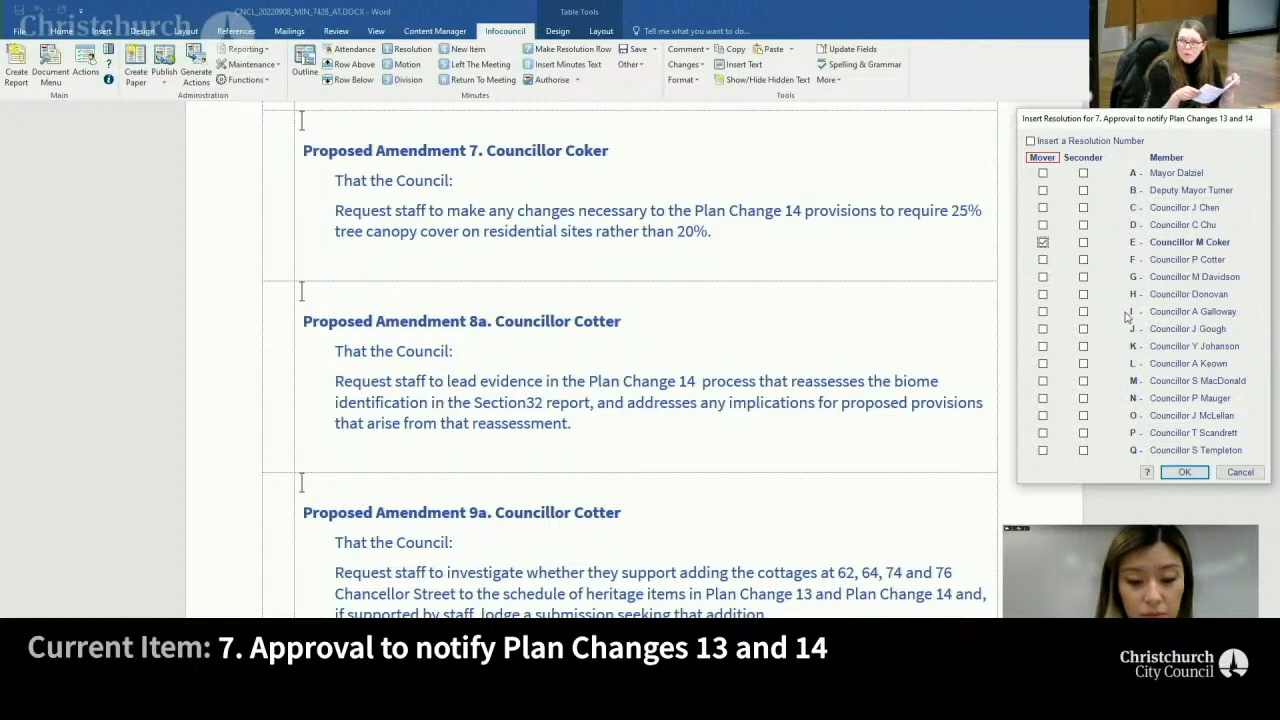 CNCL_20220908_MIN_7428_AT.DOCX - Word
Table Tools
Christchurch
File Home Insert Design Layout References Mailings Review View Content Manager Infocouncil Design Layout Tell me what you want to do...
Create Report
Document Menu
Actions
Main
Create Paper
Publish
Generate Actions
Reporting
Maintenance
Functions
Administration
Outline
Attendance
Row Above
Row Below
Resolution
Motion
Division
New Item
Left The Meeting
Return To Meeting
Make Resolution Row
Insert Minutes Text
Authorise
Save
Other
Minutes
Comment
Changes
Format
Copy
Paste
Insert Text
Show/Hide Hidden Text
Update Fields
Spelling & Grammar
More
Tools
Proposed Amendment 7. Councillor Coker
That the Council:
Request staff to make any changes necessary to the Plan Change 14 provisions to require 25%
tree canopy cover on residential sites rather than 20%.
Proposed Amendment 8a. Councillor Cotter
That the Council:
Request staff to lead evidence in the Plan Change 14 process that reassesses the biome
identification in the Section32 report, and addresses any implications for proposed provisions
that arise from that reassessment.
Proposed Amendment 9a. Councillor Cotter
That the Council:
Request staff to investigate whether they support adding the cottages at 62, 64, 74 and 76
Chancellor Street to the schedule of heritage items in Plan Change 13 and Plan Change 14 and,
if supported by staff, lodge a submission seeking that addition.
Insert Resolution for 7. Approval to notify Plan Changes 13 and 14
Insert a Resolution Number
Mover Seconder Member
A - Mayor Dalziel
B - Deputy Mayor Turner
C - Councillor J Chen
D - Councillor C Chu
E - Councillor M Coker
F - Councillor P Cotter
G - Councillor M Davidson
H - Councillor Donovan
I - Councillor A Galloway
J - Councillor J Gough
K - Councillor Y Johanson
L - Councillor A Keown
M - Councillor S MacDonald
N - Councillor P Mauger
O - Councillor J McLellan
P - Councillor T Scandrett
Q - Councillor S Templeton
? OK Cancel
Current Item: 7. Approval to notify Plan Changes 13 and 14
Christchurch
City Council